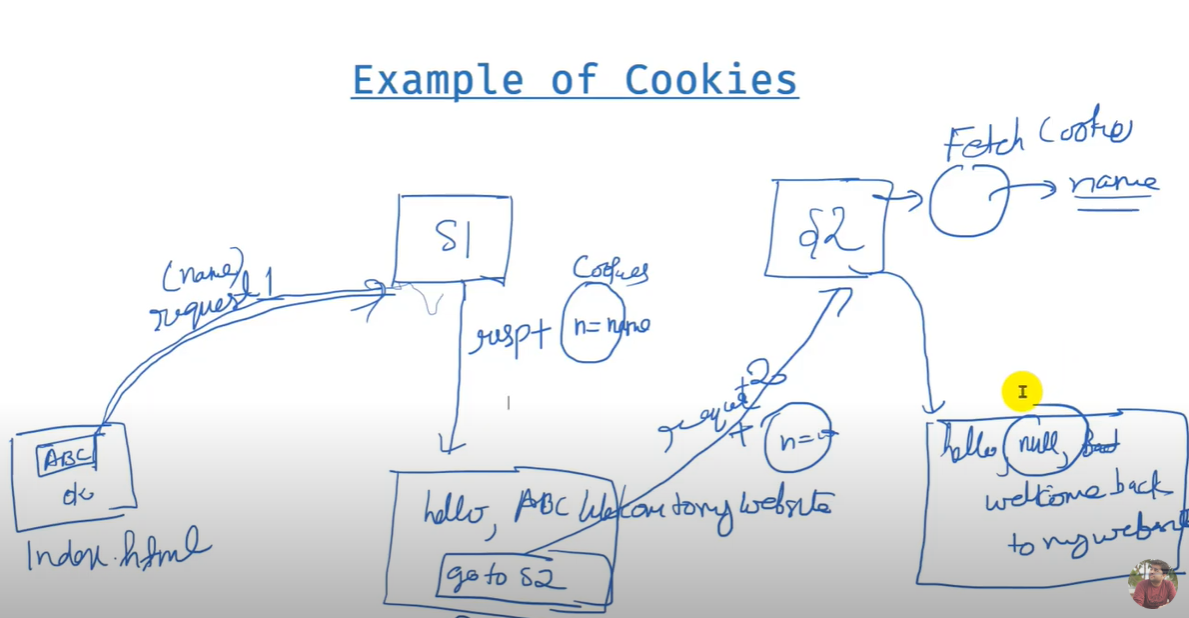 Example of Cookies
Fetch Cookie
name
S1
S2
(name)
request 1
Cookies
resp + n = name
request 2
+ n =
ABC
ok
Index.html
hello, ABC Welcome to my website
go to S2
hello, null,
welcome back
to my website